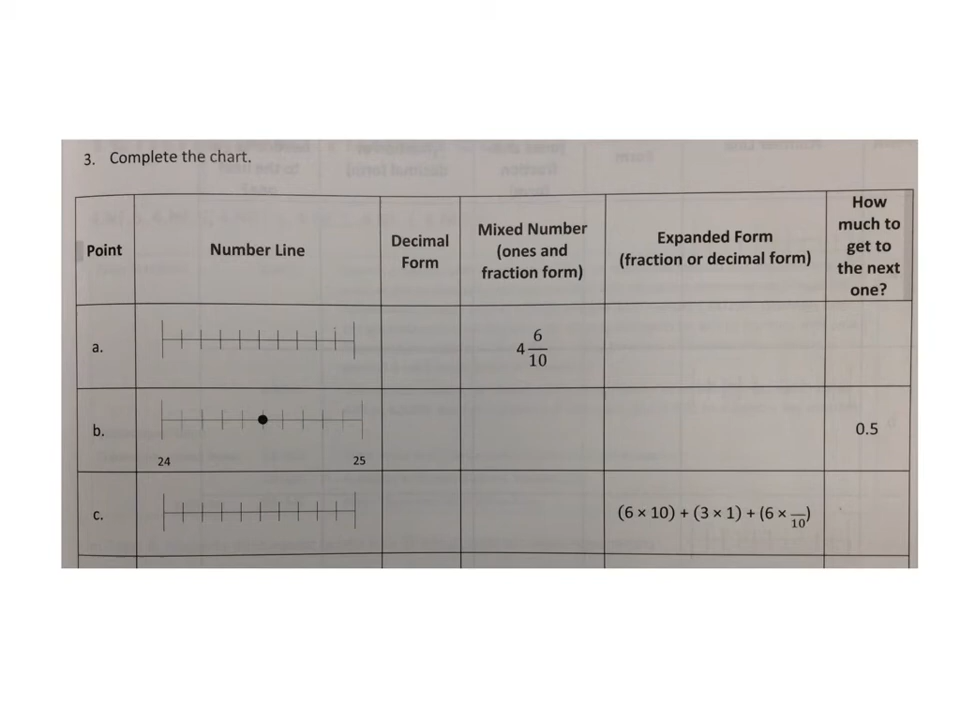 3. Complete the chart.
Point
Number Line
Decimal
Form
Mixed Number
(ones and
fraction form)
Expanded Form
(fraction or decimal form)
How
much to
get to
the next
one?
a.
4 6/10
b.
24 25
0.5
c.
(6 × 10) + (3 × 1) + (6 × /10)